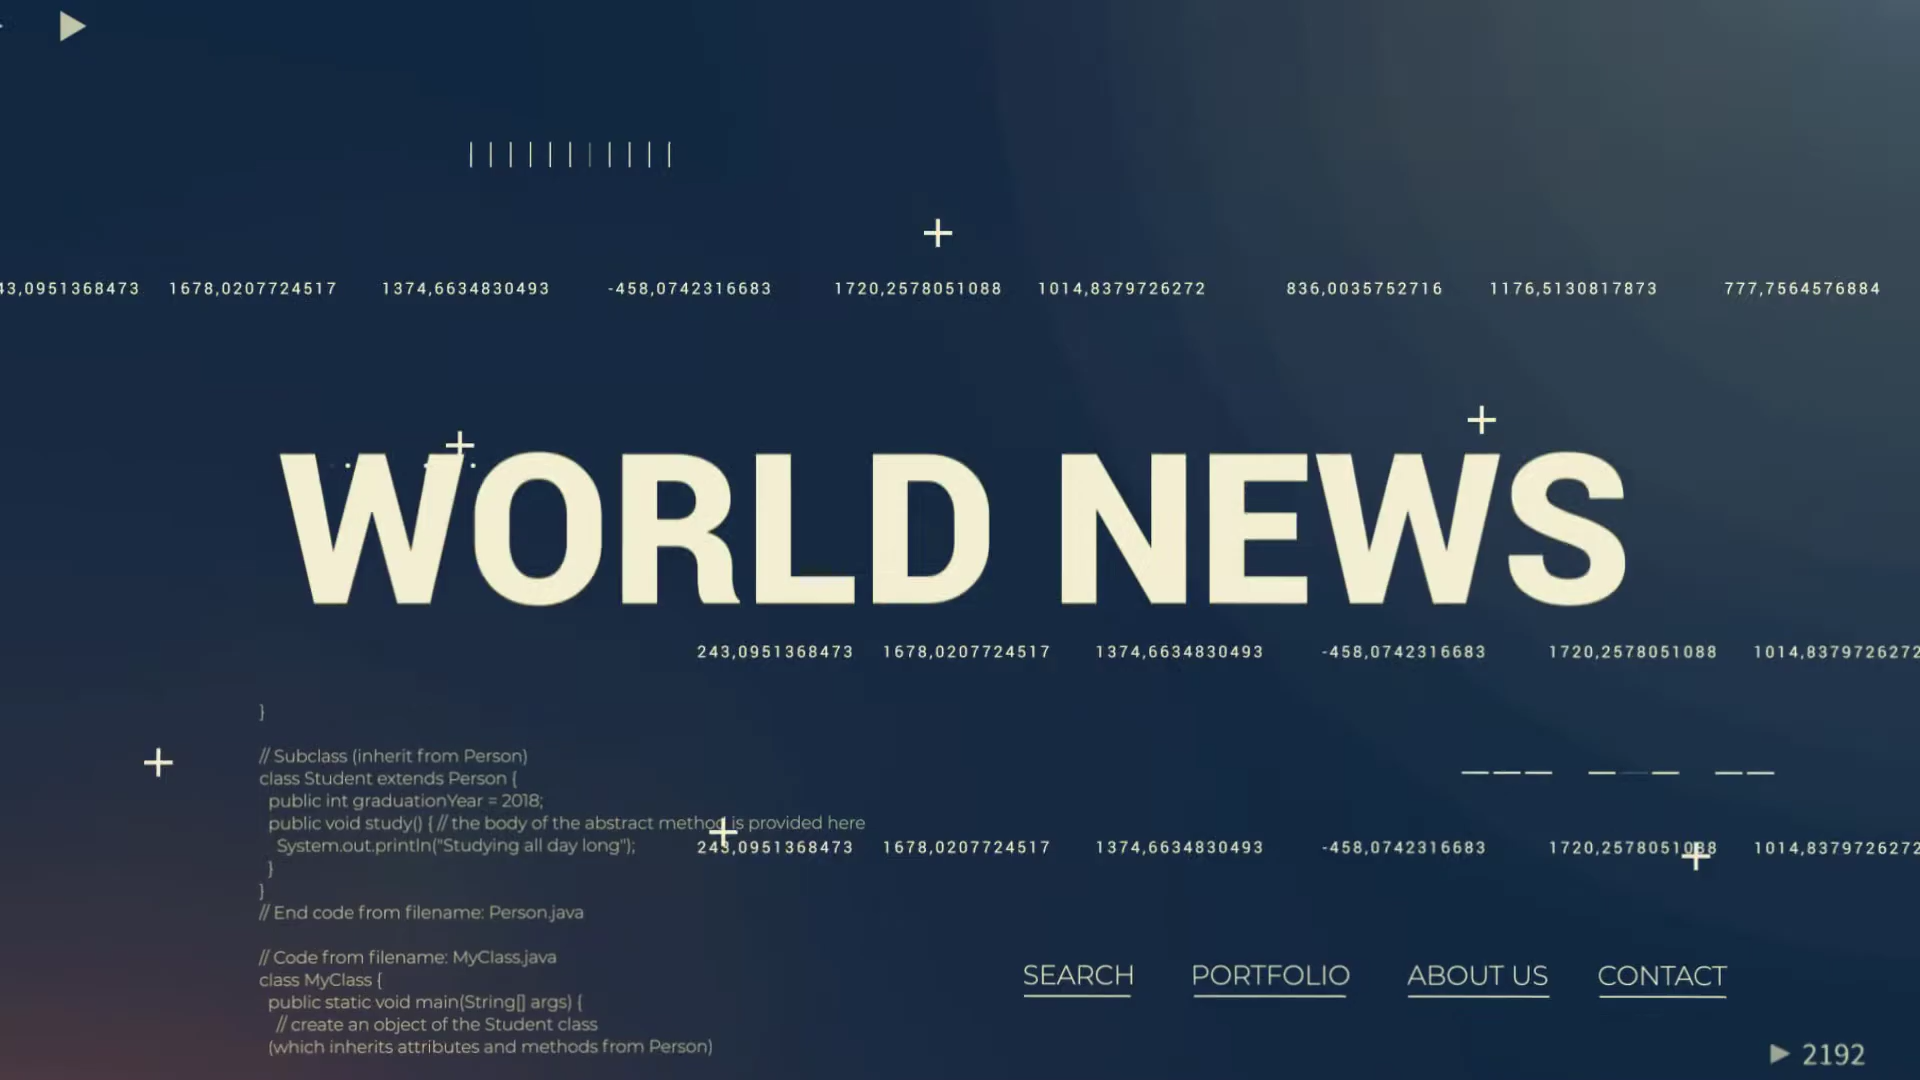 43,0951368473 1678,0207724517 1374,6634830493 -458,0742316683 1720,2578051088 1014,8379726272 836,0035752716 1176,5130817873 777,7564576884
WORLD NEWS
243,0951368473 1678,0207724517 1374,6634830493 -458,0742316683 1720,2578051088 1014,8379726272
}
// Subclass (inherit from Person)
class Student extends Person {
public int graduationYear = 2018;
public void study() { // the body of the abstract method is provided here
System.out.println("Studying all day long");
243,0951368473 1678,0207724517 1374,6634830493 -458,0742316683 1720,2578051088 1014,8379726272
}
}
// End code from filename: Person.java
// Code from filename: MyClass.java
class MyClass {
public static void main(String[] args) {
// create an object of the Student class
(which inherits attributes and methods from Person)
SEARCH PORTFOLIO ABOUT US CONTACT
2192